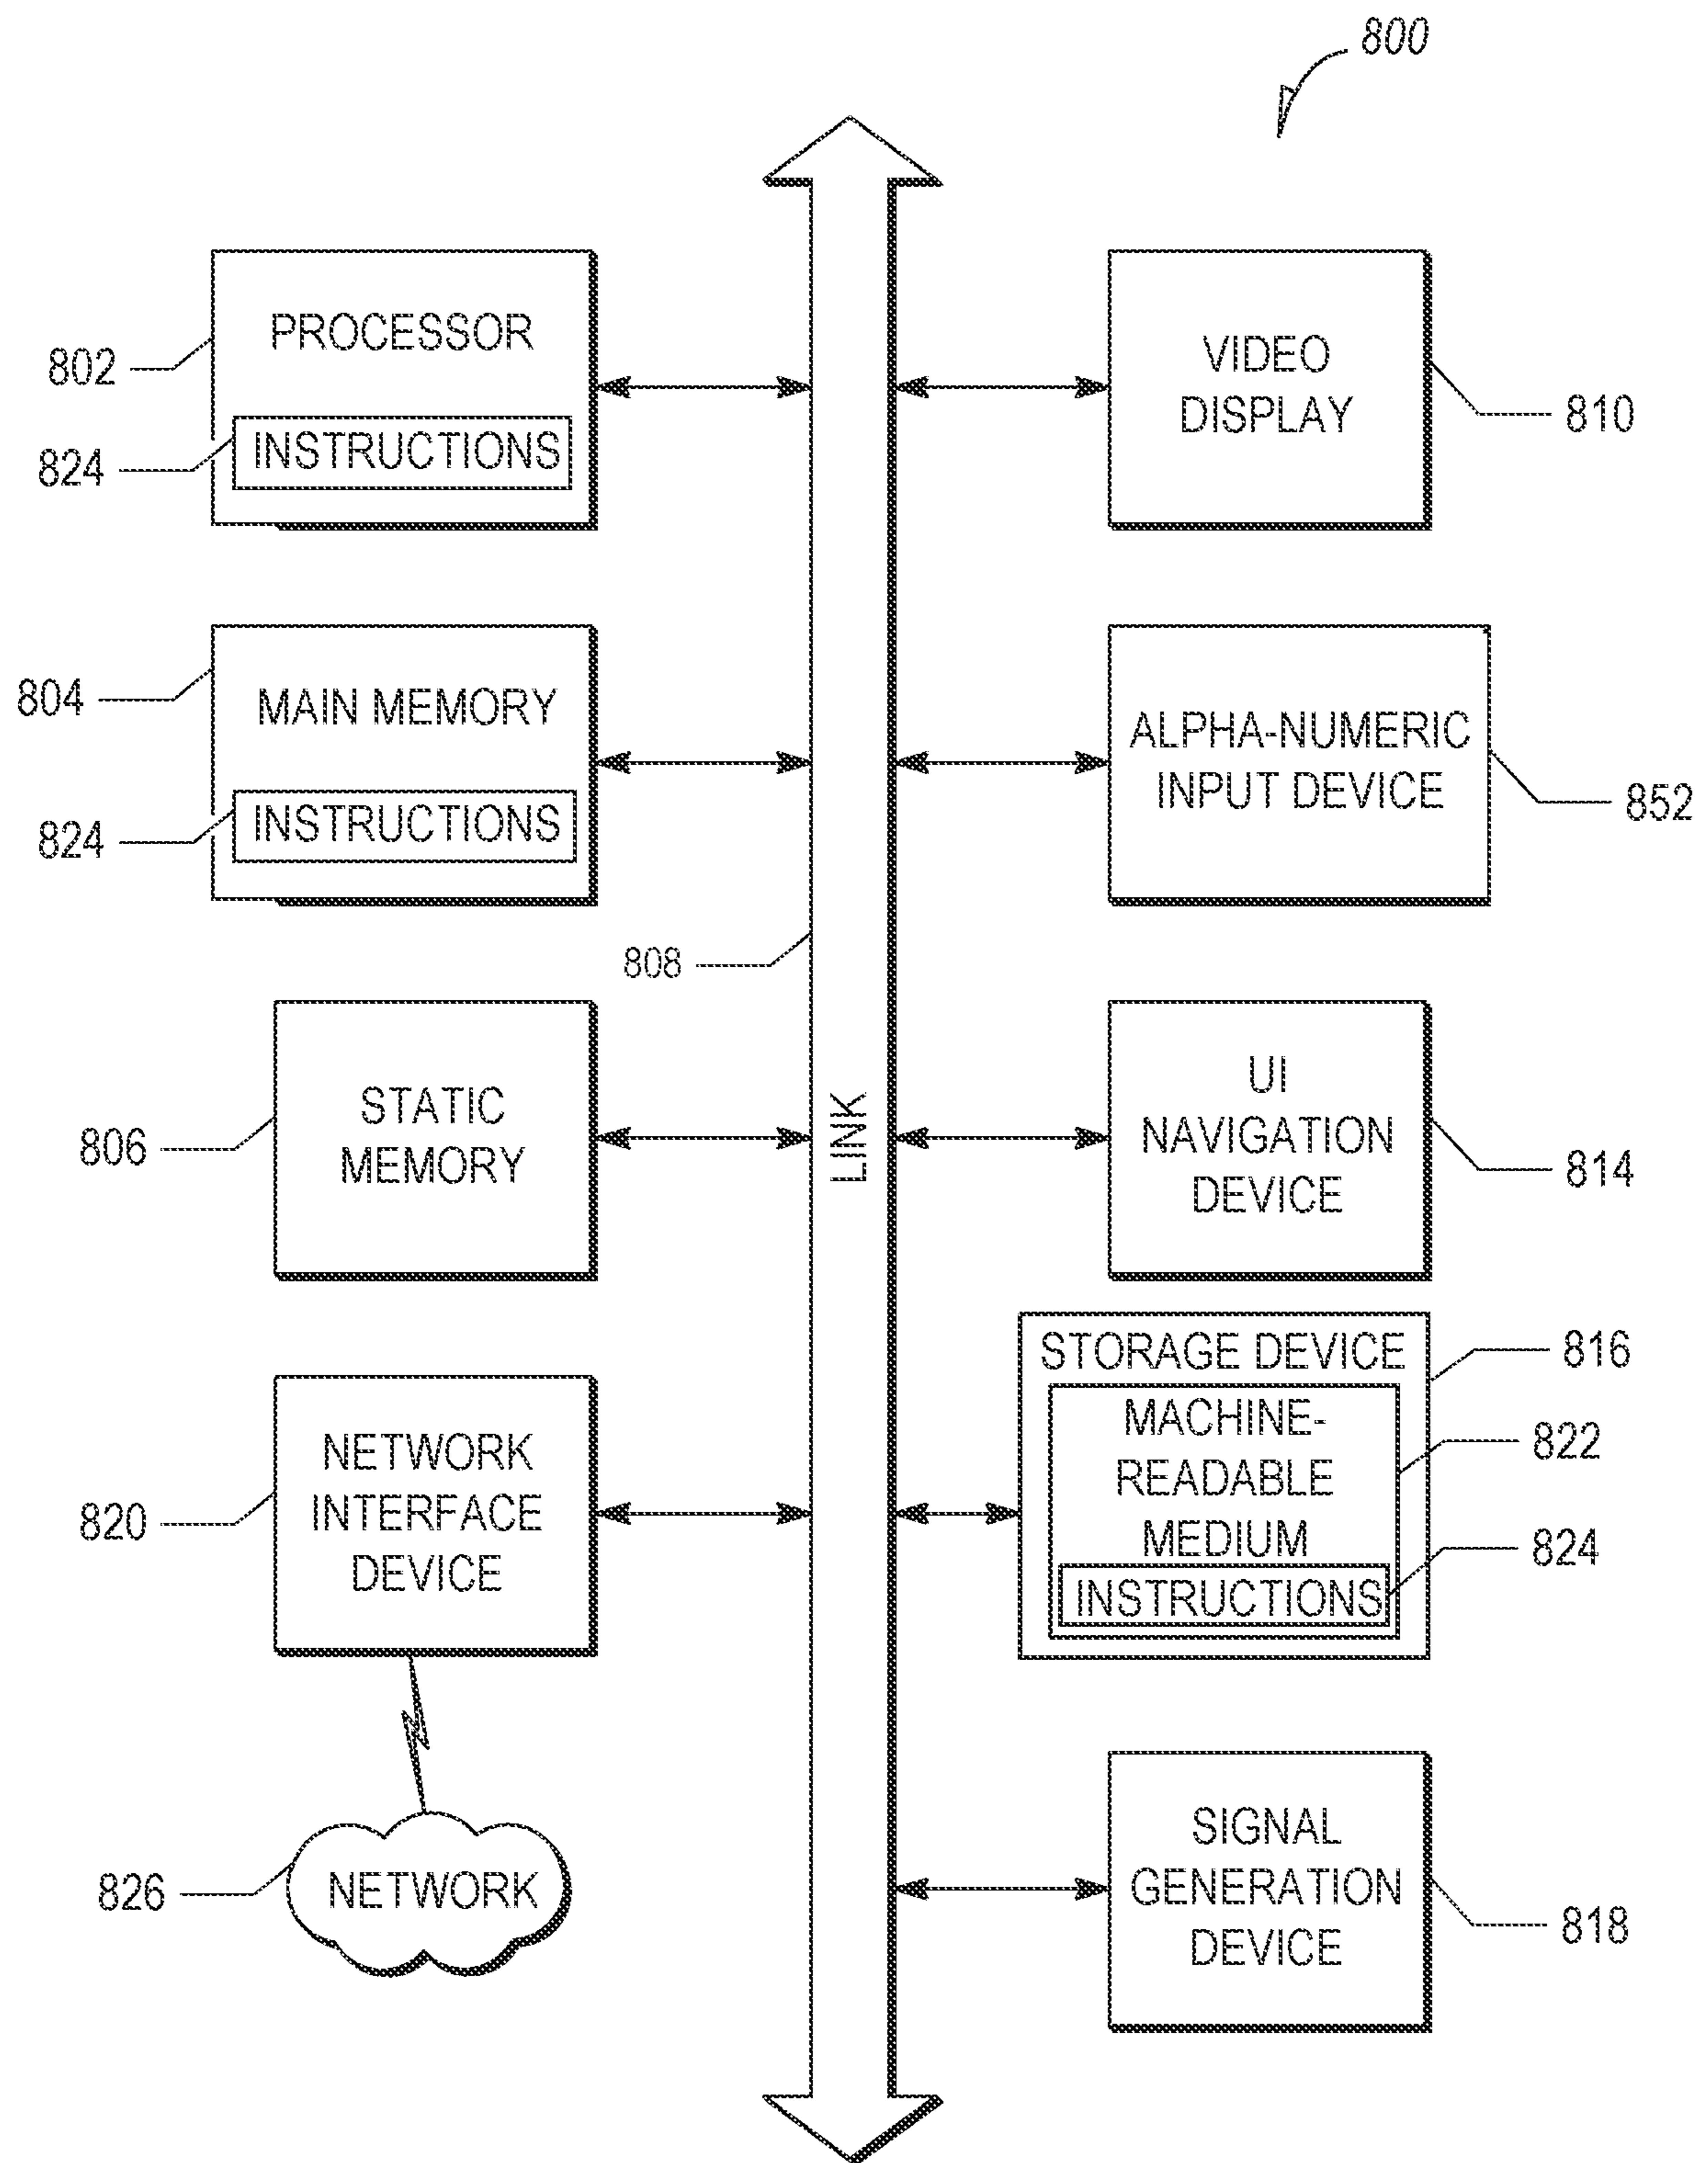 800
PROCESSOR
802
INSTRUCTIONS
824
VIDEO
DISPLAY
810
MAIN MEMORY
804
INSTRUCTIONS
824
ALPHA-NUMERIC
INPUT DEVICE
852
808
LINK
STATIC
MEMORY
806
UI
NAVIGATION
DEVICE
814
NETWORK
INTERFACE
DEVICE
820
STORAGE DEVICE
816
MACHINE-
READABLE
MEDIUM
822
INSTRUCTIONS
824
NETWORK
826
SIGNAL
GENERATION
DEVICE
818